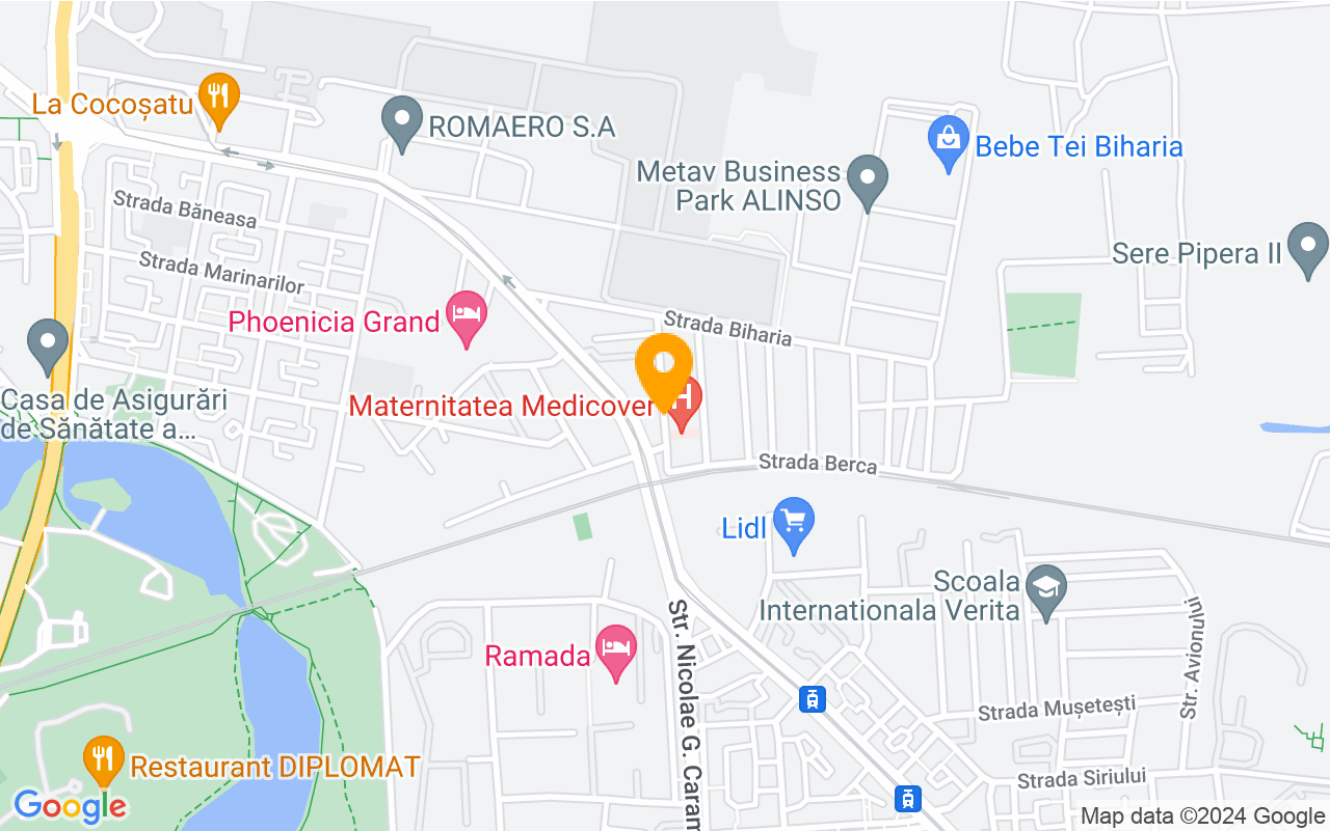 La Cocoșatu
ROMAERO S.A
Bebe Tei Biharia
Metav Business
Park ALINSO
Strada Băneasa
Sere Pipera II
Strada Marinarilor
Phoenicia Grand
Strada Biharia
Casa de Asigurări
de Sănătate a...
Maternitatea Medicover
H
Strada Berca
Lidl
Scoala
Internationala Verita
Str. Nicolae G. Caram
Str. Avionului
Ramada
Strada Mușetești
Restaurant DIPLOMAT
Strada Siriului
Google
Map data ©2024 Google